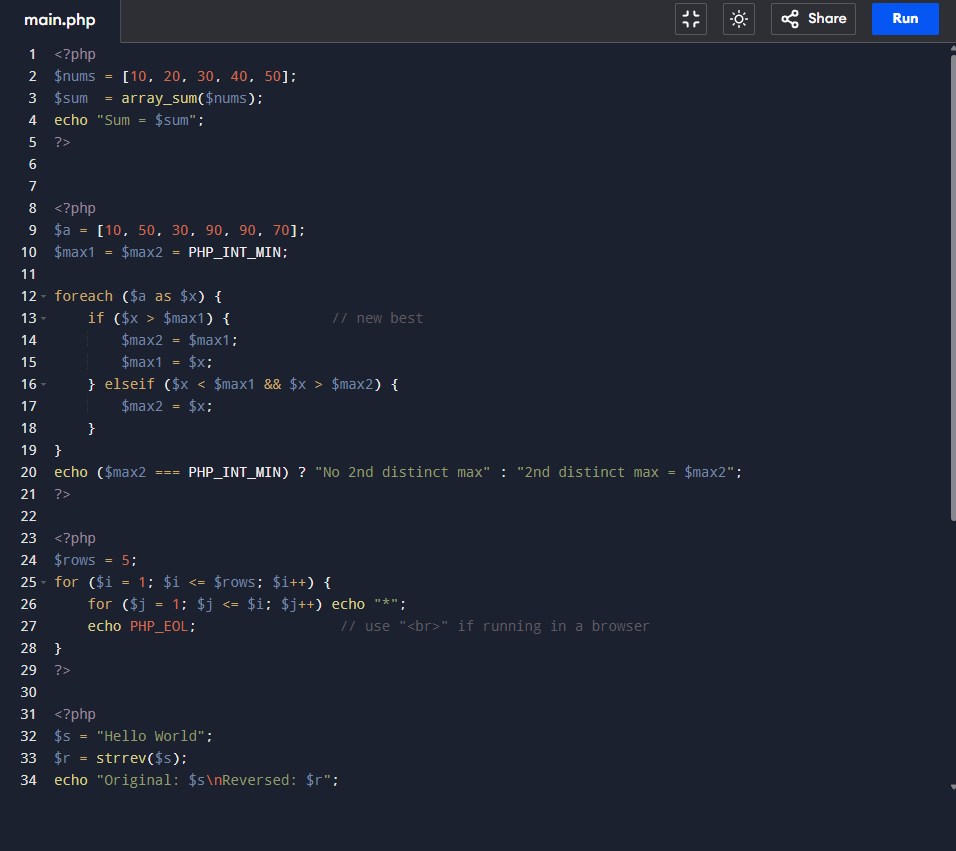 main.php
Share
Run
1 <?php
2 $nums = [10, 20, 30, 40, 50];
3 $sum  = array_sum($nums);
4 echo "Sum = $sum";
5 ?>
6
7
8 <?php
9 $a = [10, 50, 30, 90, 90, 70];
10 $max1 = $max2 = PHP_INT_MIN;
11
12 foreach ($a as $x) {
13     if ($x > $max1) {            // new best
14         $max2 = $max1;
15         $max1 = $x;
16     } elseif ($x < $max1 && $x > $max2) {
17         $max2 = $x;
18     }
19 }
20 echo ($max2 === PHP_INT_MIN) ? "No 2nd distinct max" : "2nd distinct max = $max2";
21 ?>
22
23 <?php
24 $rows = 5;
25 for ($i = 1; $i <= $rows; $i++) {
26     for ($j = 1; $j <= $i; $j++) echo "*";
27     echo PHP_EOL;                 // use "<br>" if running in a browser
28 }
29 ?>
30
31 <?php
32 $s = "Hello World";
33 $r = strrev($s);
34 echo "Original: $s\nReversed: $r";